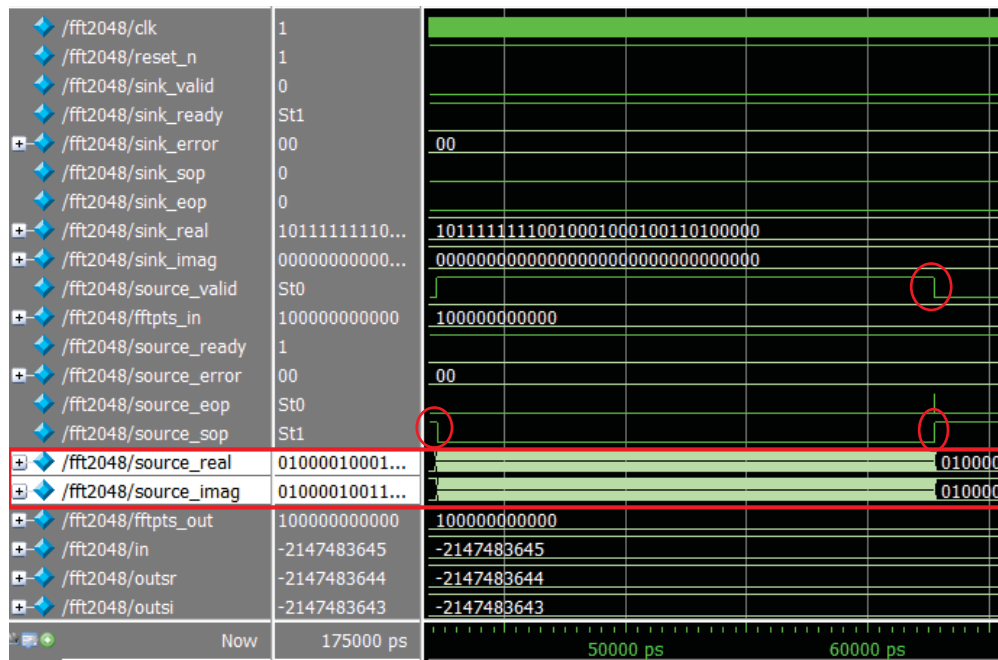 /fft2048/clk 1
/fft2048/reset_n 1
/fft2048/sink_valid 0
/fft2048/sink_ready St1
/fft2048/sink_error 00 00
/fft2048/sink_sop 0
/fft2048/sink_eop 0
/fft2048/sink_real 10111111110... 10111111111001000100010011010000​0
/fft2048/sink_imag 00000000000... 00000000000000000000000000000000
/fft2048/source_valid St0
/fft2048/fftpts_in 100000000000 100000000000
/fft2048/source_ready 1
/fft2048/source_error 00 00
/fft2048/source_eop St0
/fft2048/source_sop St1
/fft2048/source_real 01000010001... 010000
/fft2048/source_imag 01000010011... 010000
/fft2048/fftpts_out 100000000000 100000000000
/fft2048/in -2147483645 -2147483645
/fft2048/outsr -2147483644 -2147483644
/fft2048/outsi -2147483643 -2147483643
Now 175000 ps 50000 ps 60000 ps